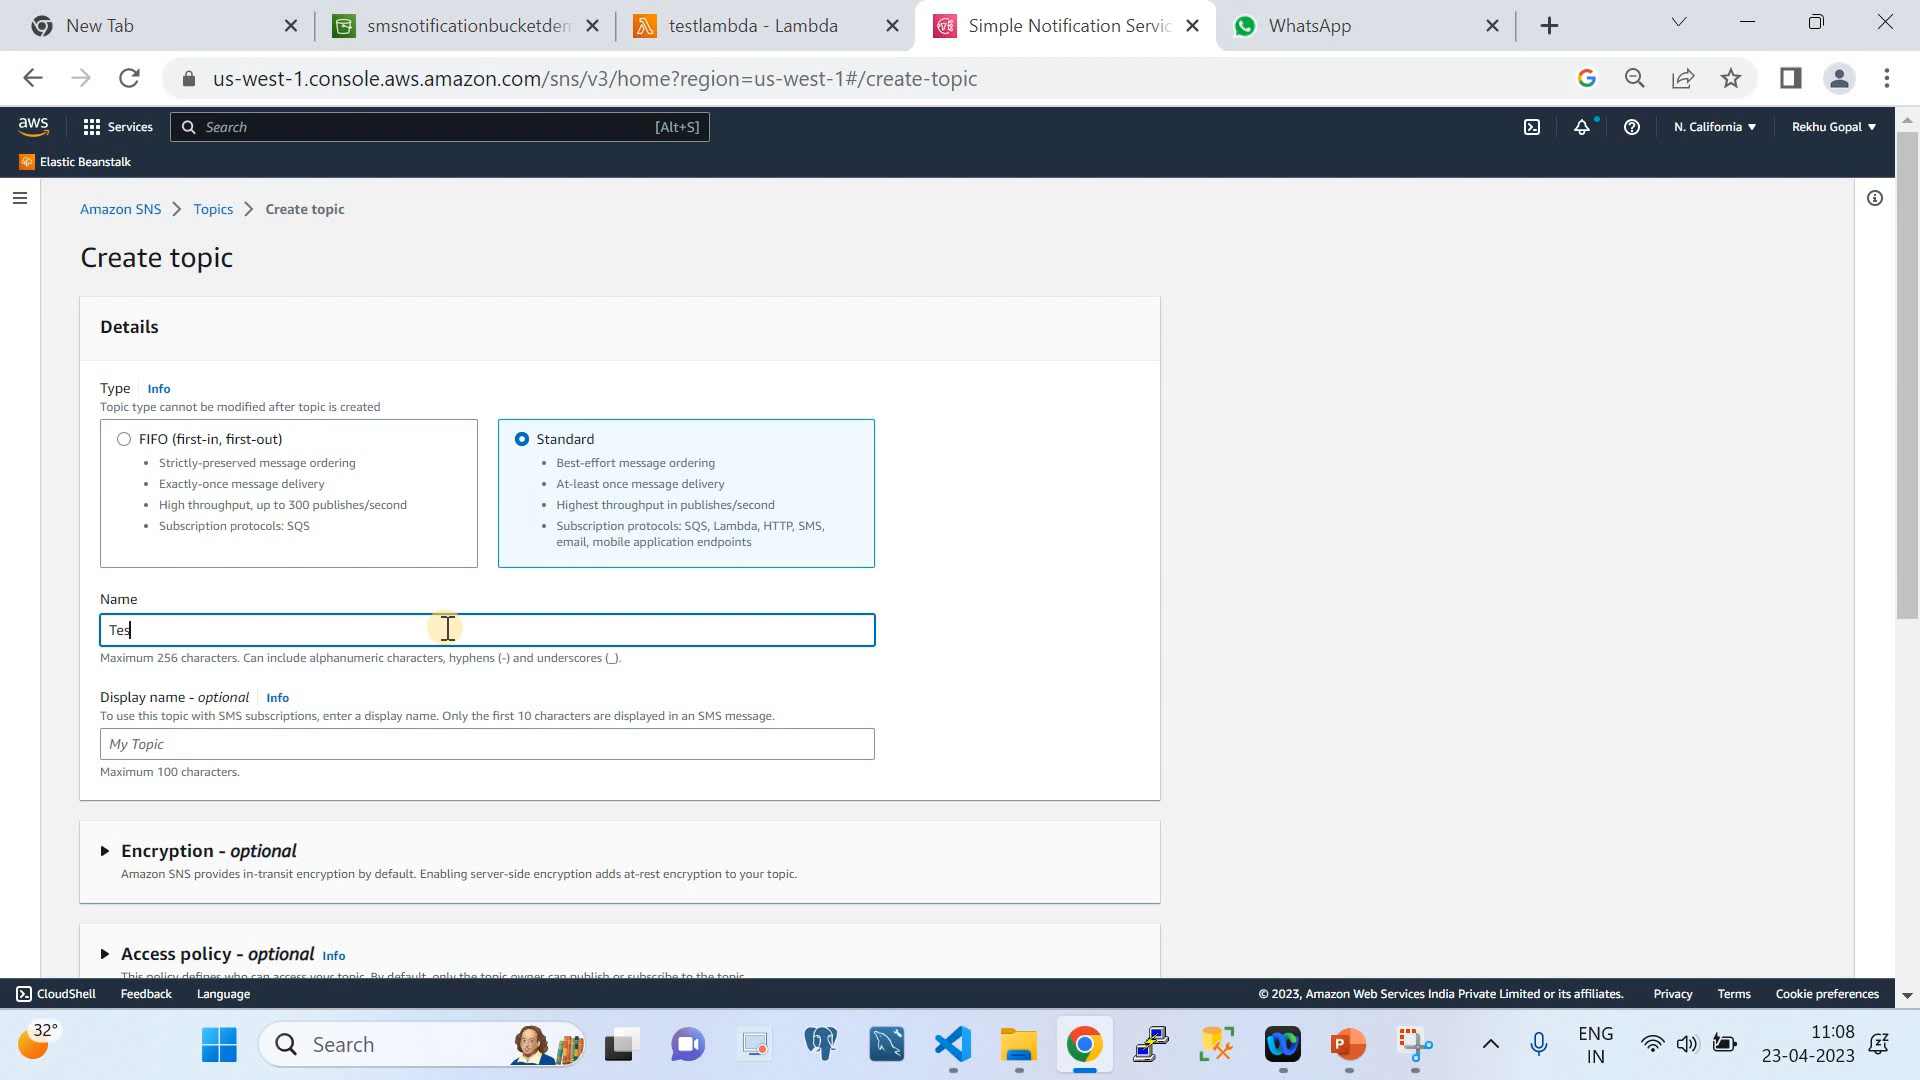 New Tab
smsnotificationbucketdem
testlambda - Lambda
Simple Notification Servic
WhatsApp
us-west-1.console.aws.amazon.com/sns/v3/home?region=us-west-1#/create-topic
aws
Services
Search
[Alt+S]
N. California
Rekhu Gopal
Elastic Beanstalk
Amazon SNS
Topics
Create topic
Create topic
Details
Type
Info
Topic type cannot be modified after topic is created
FIFO (first-in, first-out)
• Strictly-preserved message ordering
• Exactly-once message delivery
• High throughput, up to 300 publishes/second
• Subscription protocols: SQS
Standard
• Best-effort message ordering
• At-least once message delivery
• Highest throughput in publishes/second
• Subscription protocols: SQS, Lambda, HTTP, SMS,
email, mobile application endpoints
Name
Tes
Maximum 256 characters. Can include alphanumeric characters, hyphens (-) and underscores (_).
Display name - optional
Info
To use this topic with SMS subscriptions, enter a display name. Only the first 10 characters are displayed in an SMS message.
My Topic
Maximum 100 characters.
Encryption - optional
Amazon SNS provides in-transit encryption by default. Enabling server-side encryption adds at-rest encryption to your topic.
Access policy - optional
Info
This policy defines who can access your topic. By default, only the topic owner can publish or subscribe to the topic.
CloudShell
Feedback
Language
© 2023, Amazon Web Services India Private Limited or its affiliates.
Privacy
Terms
Cookie preferences
32°
Search
ENG
IN
11:08
23-04-2023